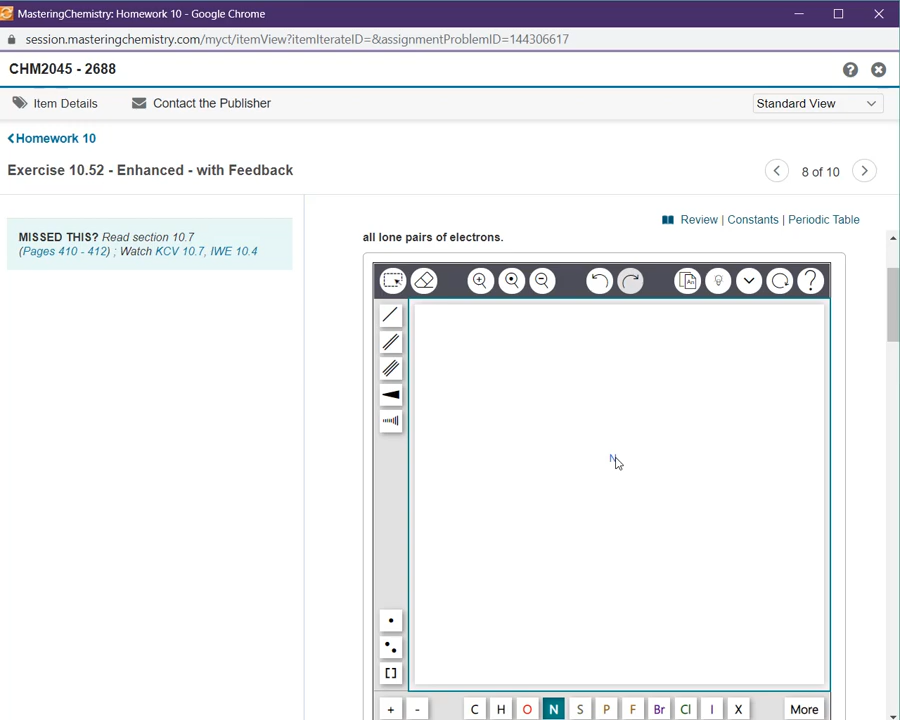 MasteringChemistry: Homework 10 - Google Chrome
session.masteringchemistry.com/myct/itemView?itemIterateID=&assignmentProblemID=144306617
CHM2045 - 2688
Item Details
Contact the Publisher
Standard View
Homework 10
Exercise 10.52 - Enhanced - with Feedback
8 of 10
Review | Constants | Periodic Table
MISSED THIS? Read section 10.7
(Pages 410 - 412) ; Watch KCV 10.7, IWE 10.4
all lone pairs of electrons.
An
?
N
[ ]
+ - C H O N S P F Br Cl I X More